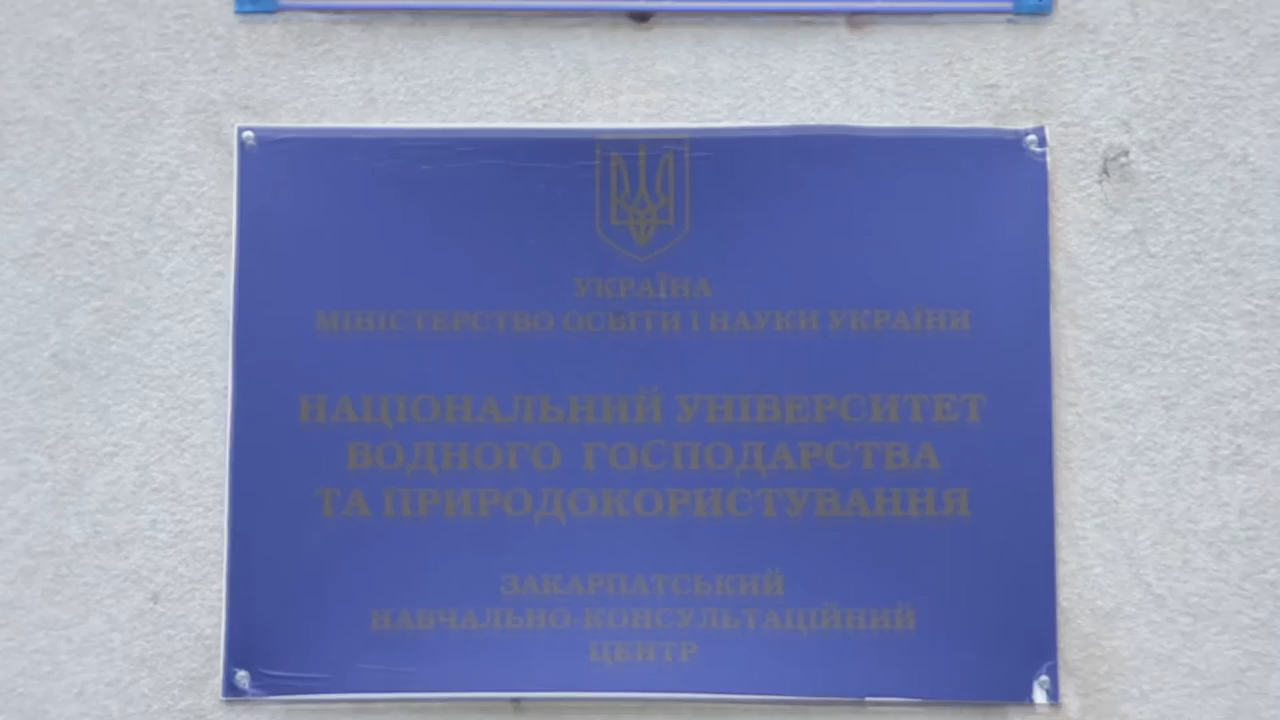 УКРАЇНА
МІНІСТЕРСТВО ОСВІТИ І НАУКИ УКРАЇНИ
НАЦІОНАЛЬНИЙ УНІВЕРСИТЕТ
ВОДНОГО ГОСПОДАРСТВА
ТА ПРИРОДОКОРИСТУВАННЯ
ЗАКАРПАТСЬКИЙ
НАВЧАЛЬНО-КОНСУЛЬТАЦІЙНИЙ
ЦЕНТР